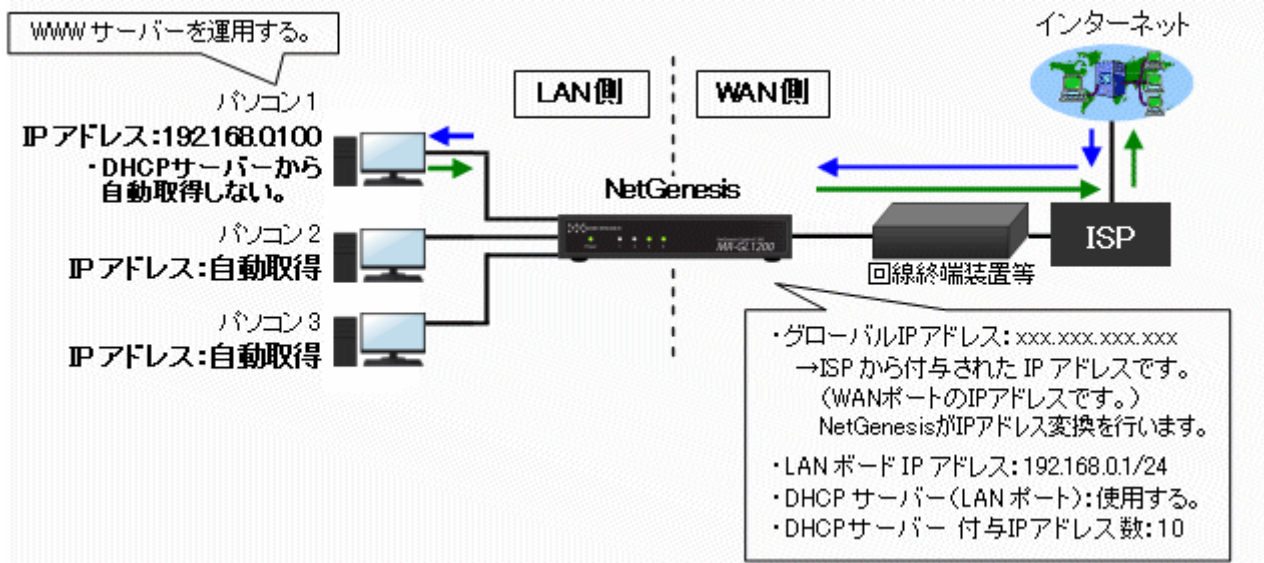 WWW サーバーを運用する。
インターネット
LAN側
WAN側
パソコン 1
IP アドレス:192.168.0.100
・DHCPサーバーから
自動取得しない。
NetGenesis
MR-GL1200
ISP
回線終端装置等
パソコン 2
IP アドレス:自動取得
パソコン 3
IP アドレス:自動取得
・グローバルIP アドレス: xxx.xxx.xxx.xxx
→ISP から付与された IP アドレスです。
(WANポートのIPアドレスです。)
NetGenesisがIPアドレス変換を行います。
・LAN ボード IP アドレス: 192.168.0.1/24
・DHCP サーバー(LAN ポート):使用する。
・DHCPサーバー 付与IPアドレス数:10